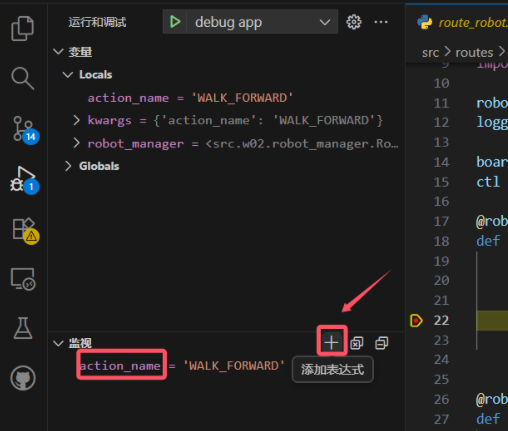 运行和调试
debug app
route_robot.
src > routes >
变量
Locals
action_name = 'WALK_FORWARD'
kwargs = {'action_name': 'WALK_FORWARD'}
robot_manager = <src.w02.robot_manager.Ro...
Globals
14
1
监视
action_name = 'WALK_FORWARD'
添加表达式
9 impo
10
11 robo
12 logg
13
14 boar
15 ctl
16
17 @rob
18 def
19
20
21
22
23
24
25
26 @rob
27 def